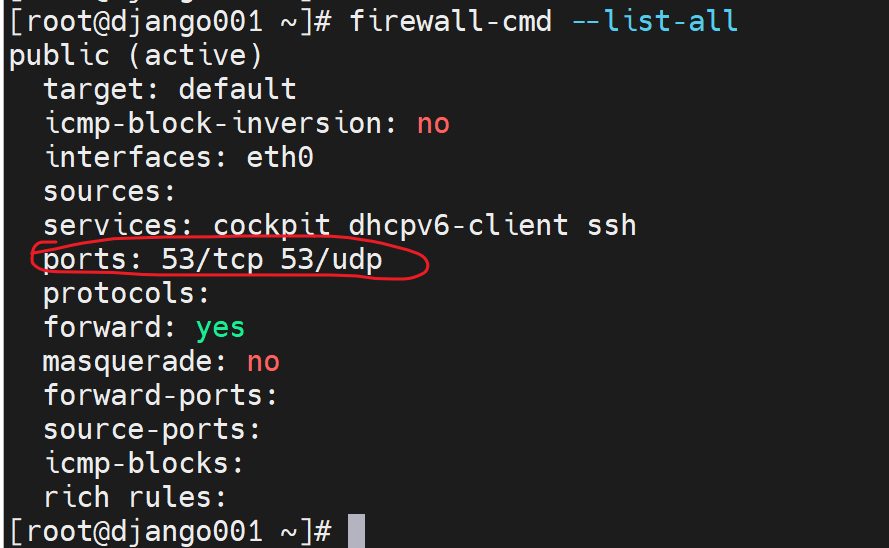 [root@django001 ~]# firewall-cmd --list-all
public (active)
target: default
icmp-block-inversion: no
interfaces: eth0
sources:
services: cockpit dhcpv6-client ssh
ports: 53/tcp 53/udp
protocols:
forward: yes
masquerade: no
forward-ports:
source-ports:
icmp-blocks:
rich rules:
[root@django001 ~]#